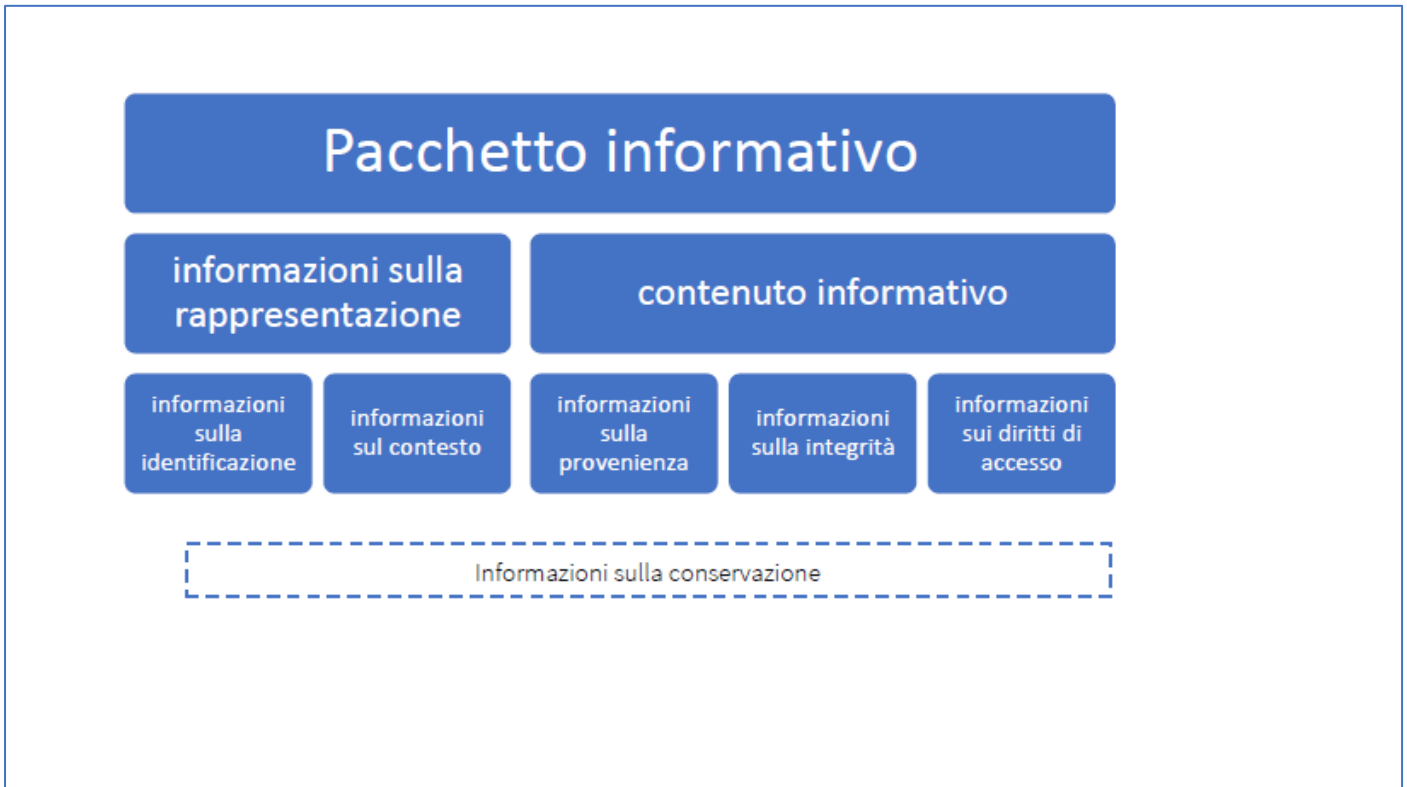 Pacchetto informativo
informazioni sulla
rappresentazione
contenuto informativo
informazioni
sulla
identificazione
informazioni
sul contesto
informazioni
sulla
provenienza
informazioni
sulla integrità
informazioni
sui diritti di
accesso
Informazioni sulla conservazione